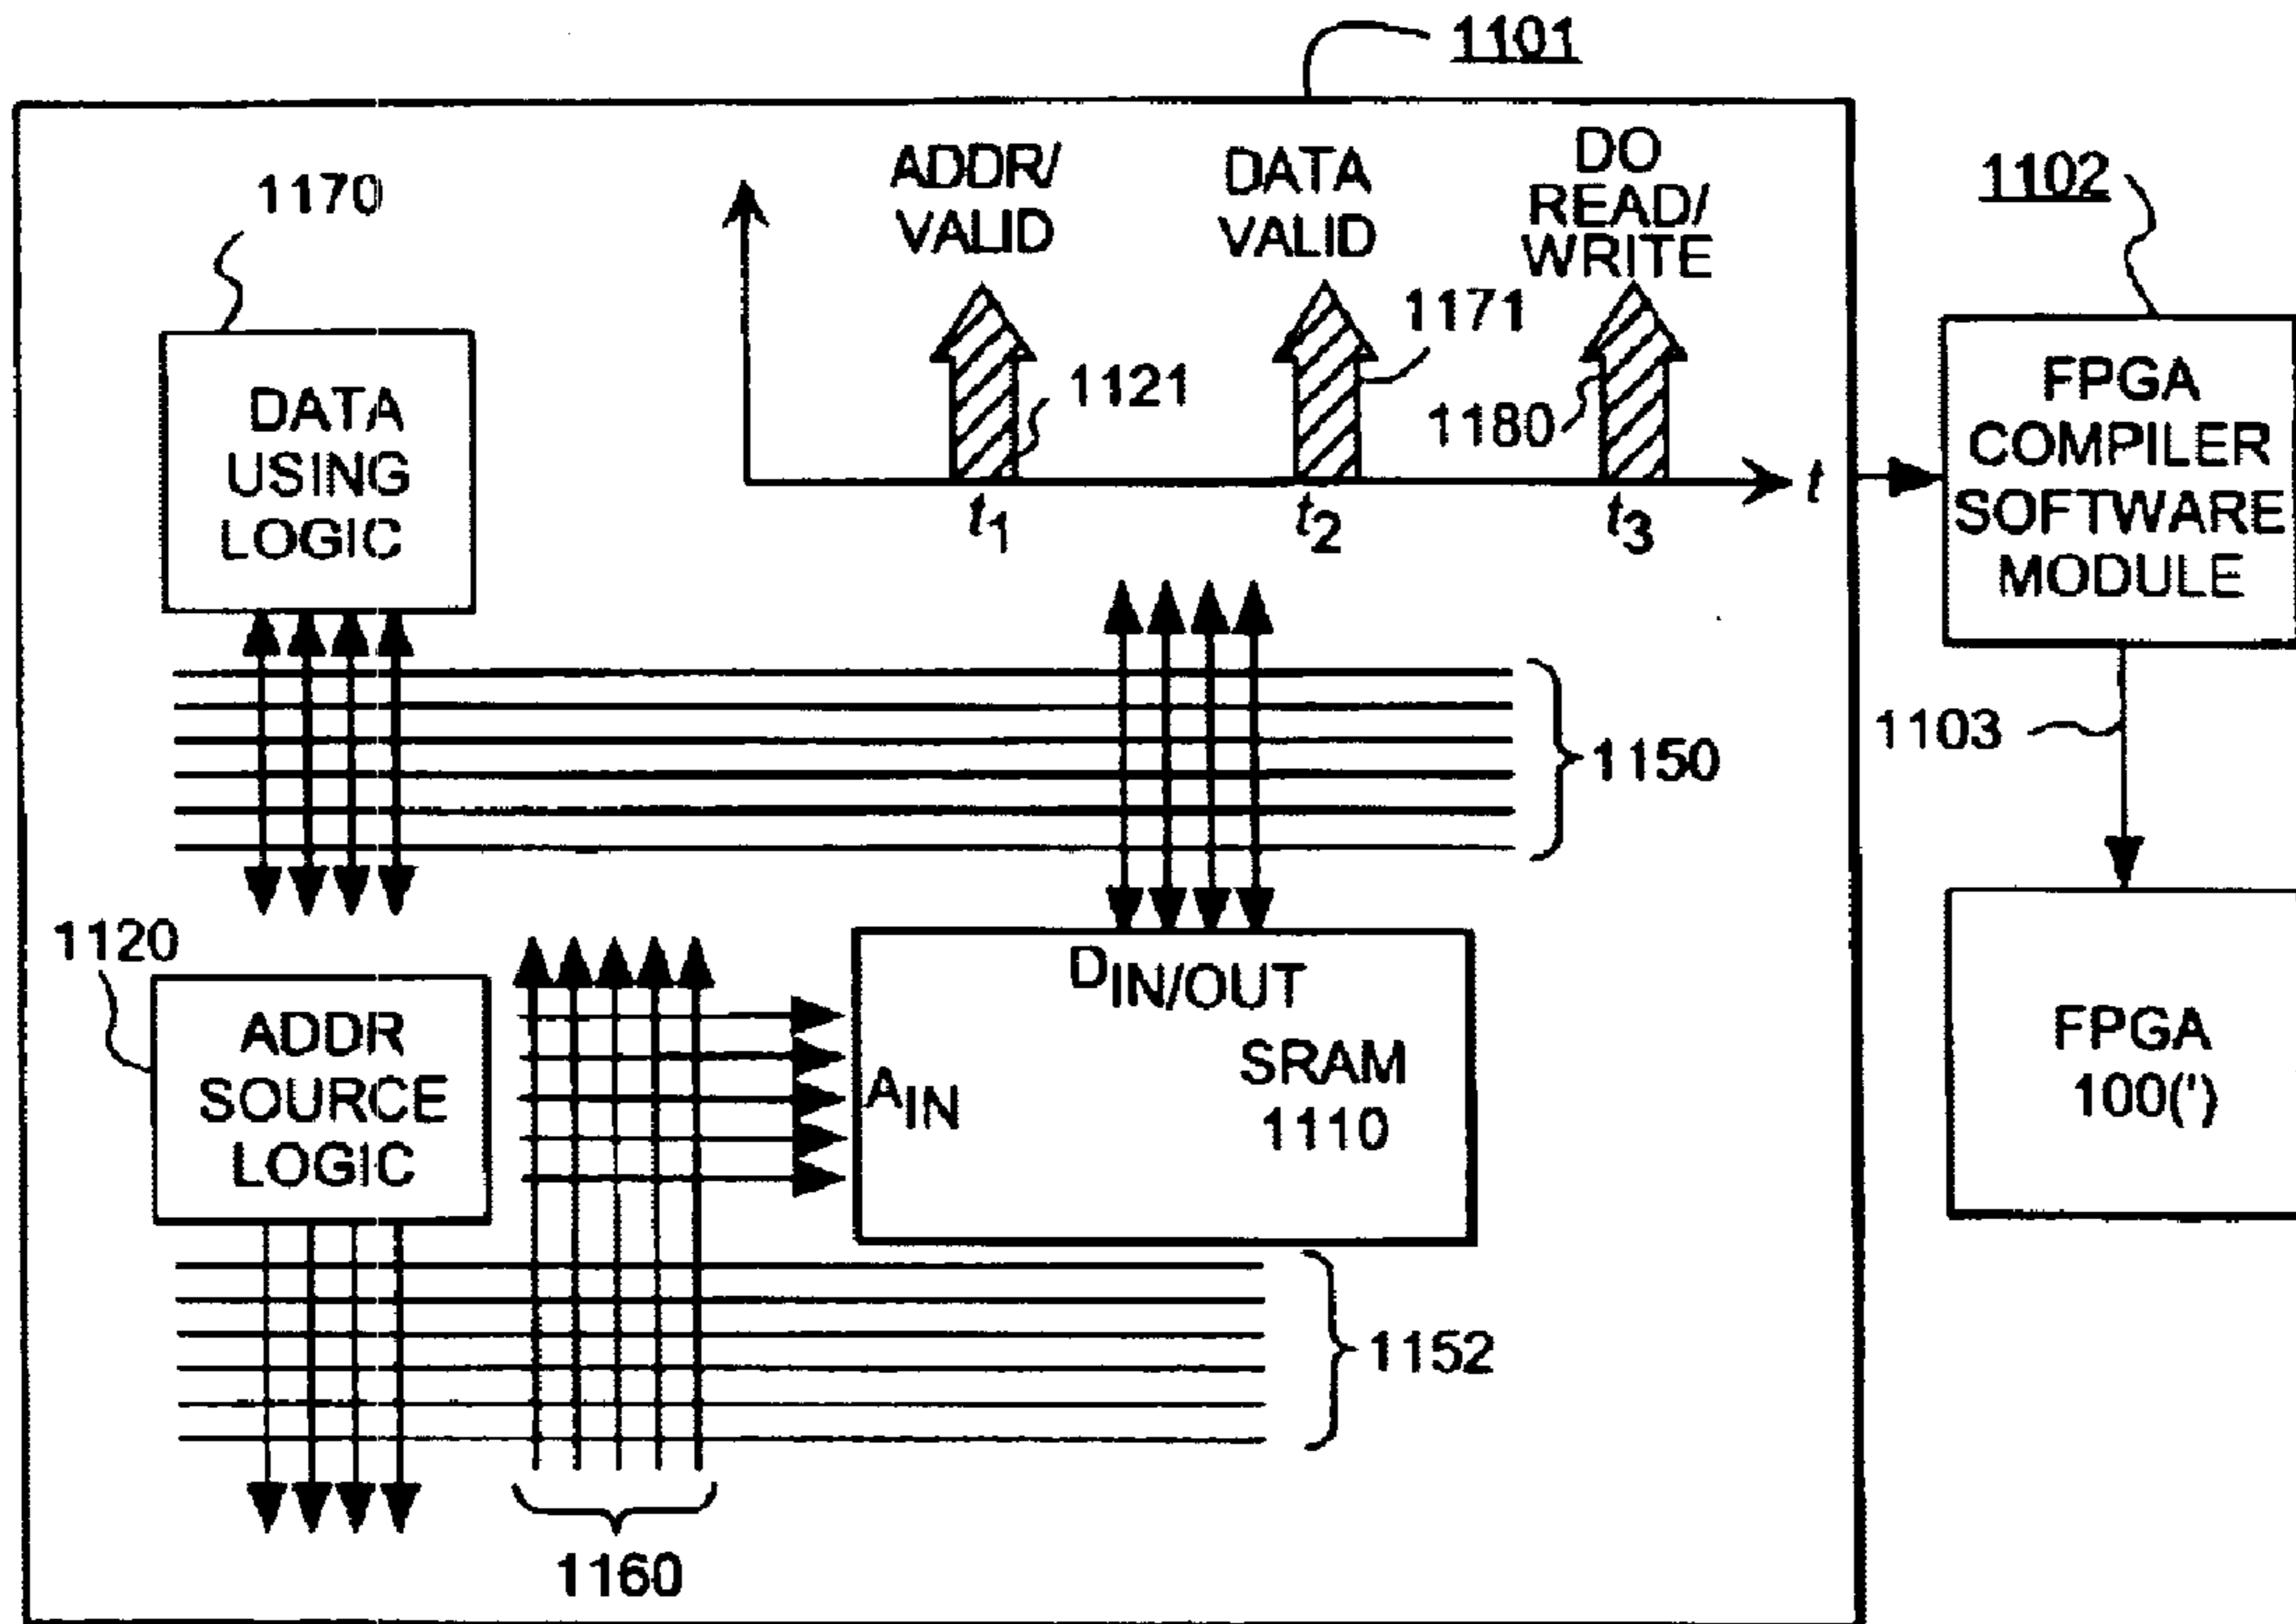 1101
1170
ADDR/
VALID
DATA
VALID
DO
READ/
WRITE
1102
1121
1171
1180
t
t1
t2
t3
DATA
USING
LOGIC
FPGA
COMPILER
SOFTWARE
MODULE
1150
1103
1120
ADDR
SOURCE
LOGIC
DIN/OUT
AIN
SRAM
1110
FPGA
100(')
1152
1160